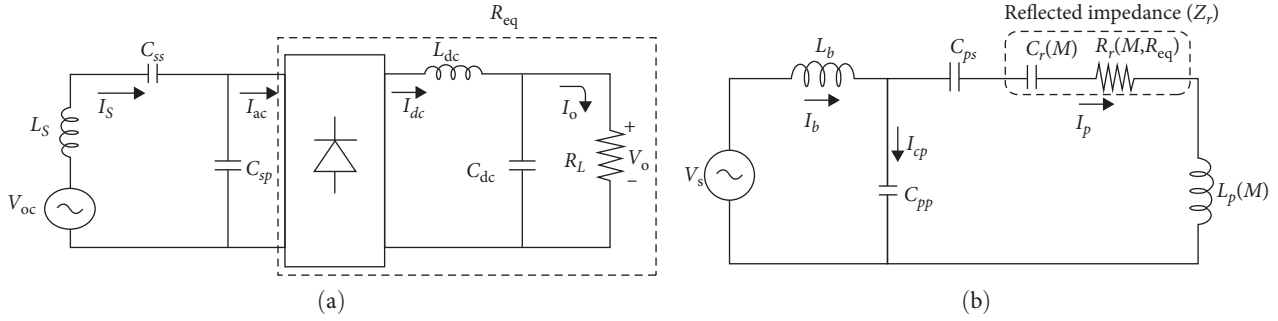 R_eq
C_ss
L_dc
I_S
I_ac
I_dc
I_o
L_S
C_sp
C_dc
R_L
+
V_o
−
V_oc
(a)
Reflected impedance (Z_r)
L_b
C_ps
C_r(M)
R_r(M,R_eq)
I_b
I_p
I_cp
V_s
C_pp
L_p(M)
(b)